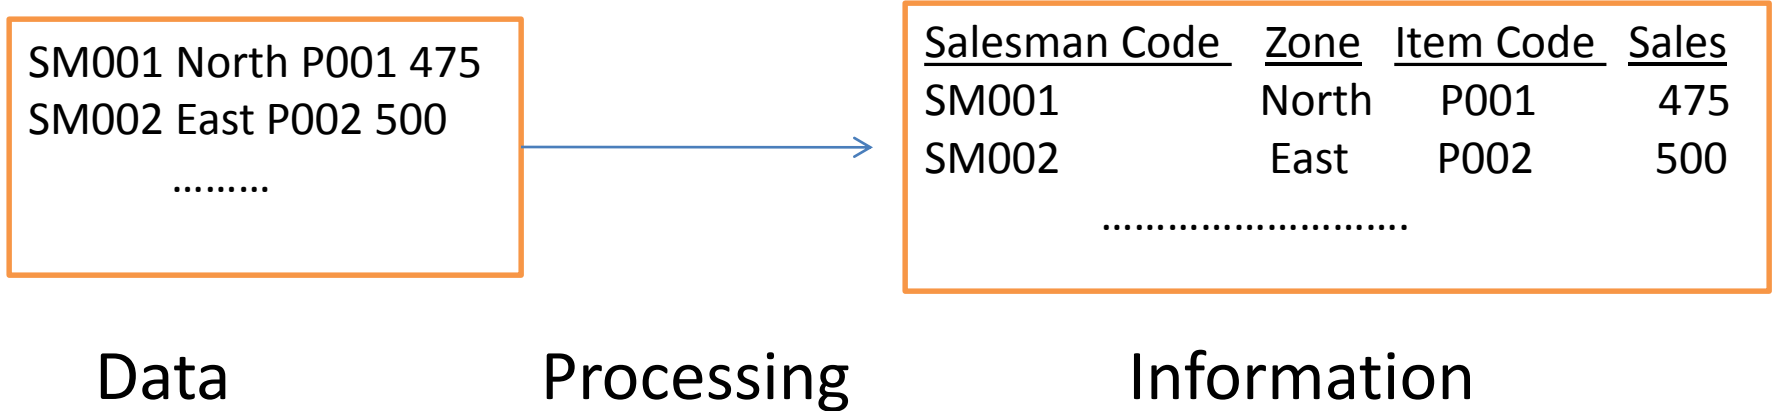 SM001 North P001 475
SM002 East P002 500
.........
Salesman Code Zone Item Code Sales
SM001 North P001 475
SM002 East P002 500
............................
Data Processing Information